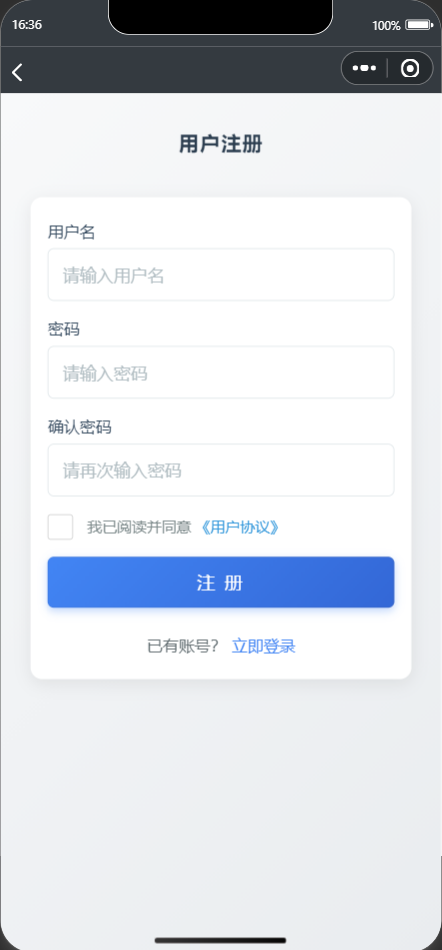 16:36
100%
用户注册
用户名
请输入用户名
密码
请输入密码
确认密码
请再次输入密码
我已阅读并同意 《用户协议》
注 册
已有账号? 立即登录